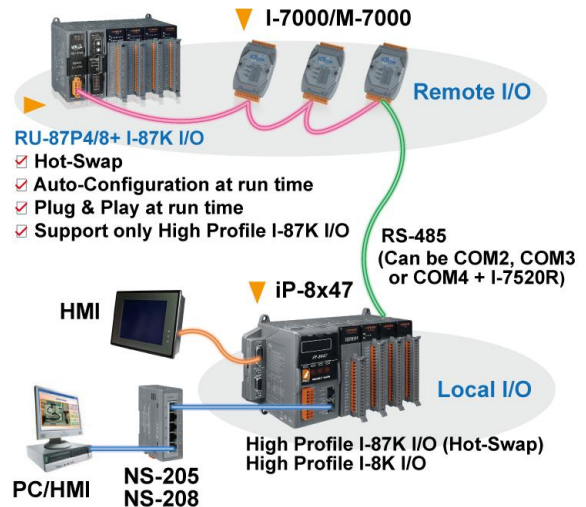 I-7000/M-7000
Remote I/O
RU-87P4/8+ I-87K I/O
Hot-Swap
Auto-Configuration at run time
Plug & Play at run time
Support only High Profile I-87K I/O
RS-485
(Can be COM2, COM3
or COM4 + I-7520R)
iP-8x47
HMI
Local I/O
High Profile I-87K I/O (Hot-Swap)
High Profile I-8K I/O
NS-205
NS-208
PC/HMI